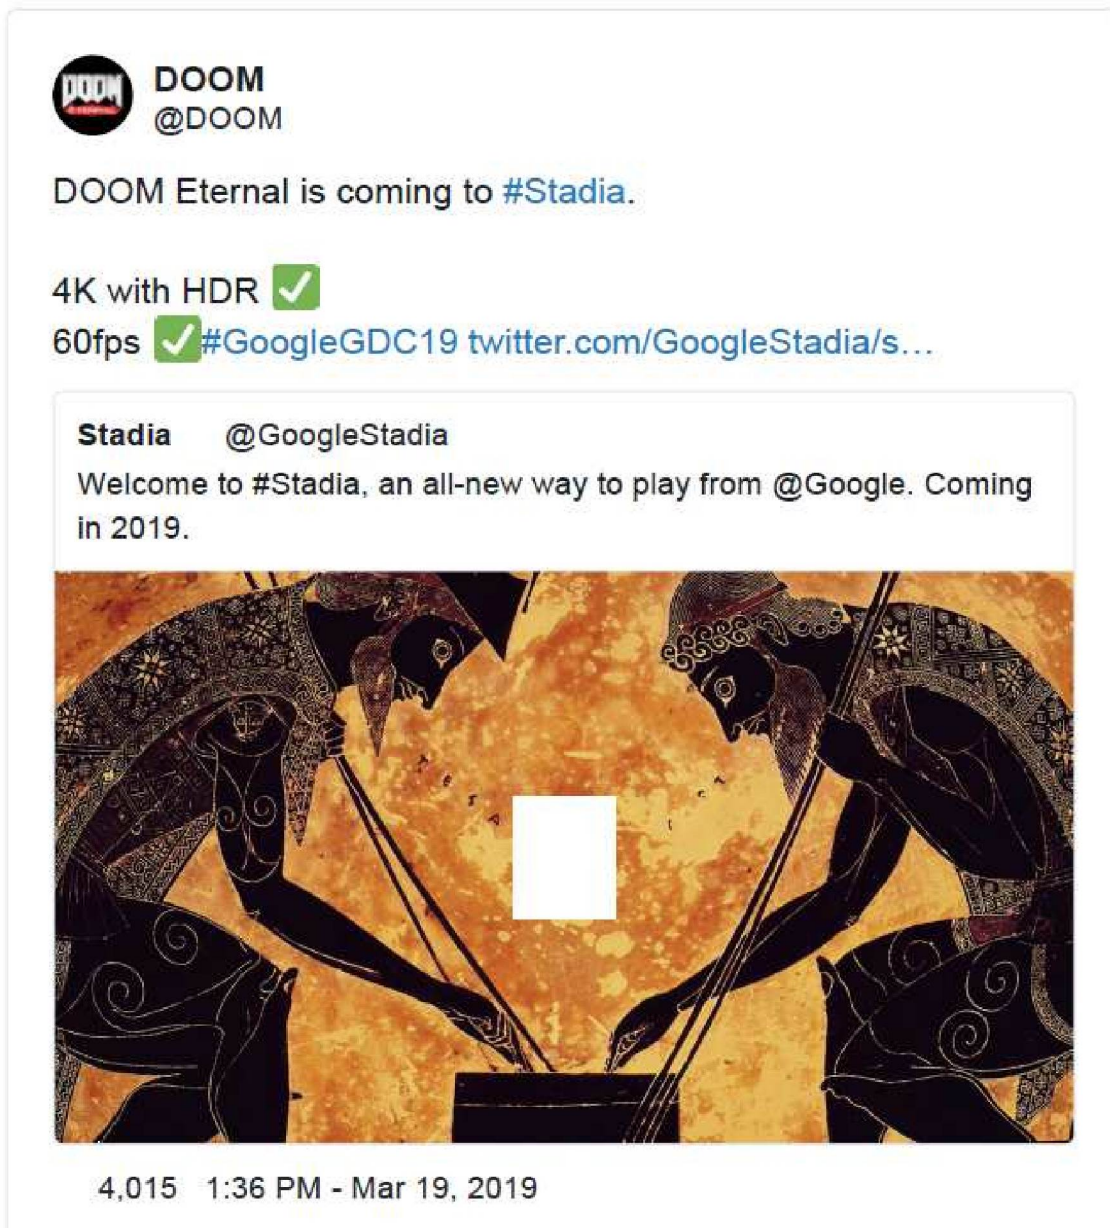 DOOM
DOOM
@DOOM
DOOM Eternal is coming to #Stadia.
4K with HDR ✅
60fps ✅#GoogleGDC19 twitter.com/GoogleStadia/s…
Stadia @GoogleStadia
Welcome to #Stadia, an all-new way to play from @Google. Coming
in 2019.
4,015 1:36 PM - Mar 19, 2019